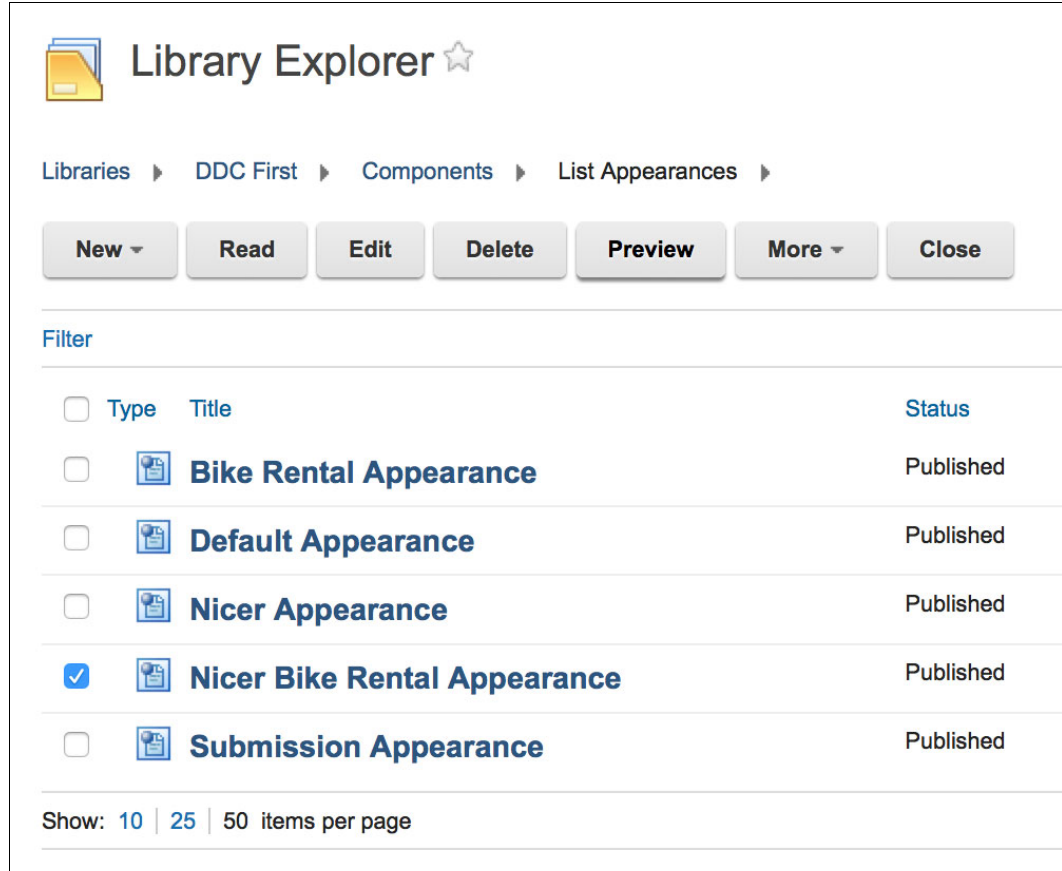 Library Explorer
Libraries DDC First Components List Appearances
New Read Edit Delete Preview More Close
Filter
Type Title Status
Bike Rental Appearance Published
Default Appearance Published
Nicer Appearance Published
Nicer Bike Rental Appearance Published
Submission Appearance Published
Show: 10 | 25 | 50 items per page